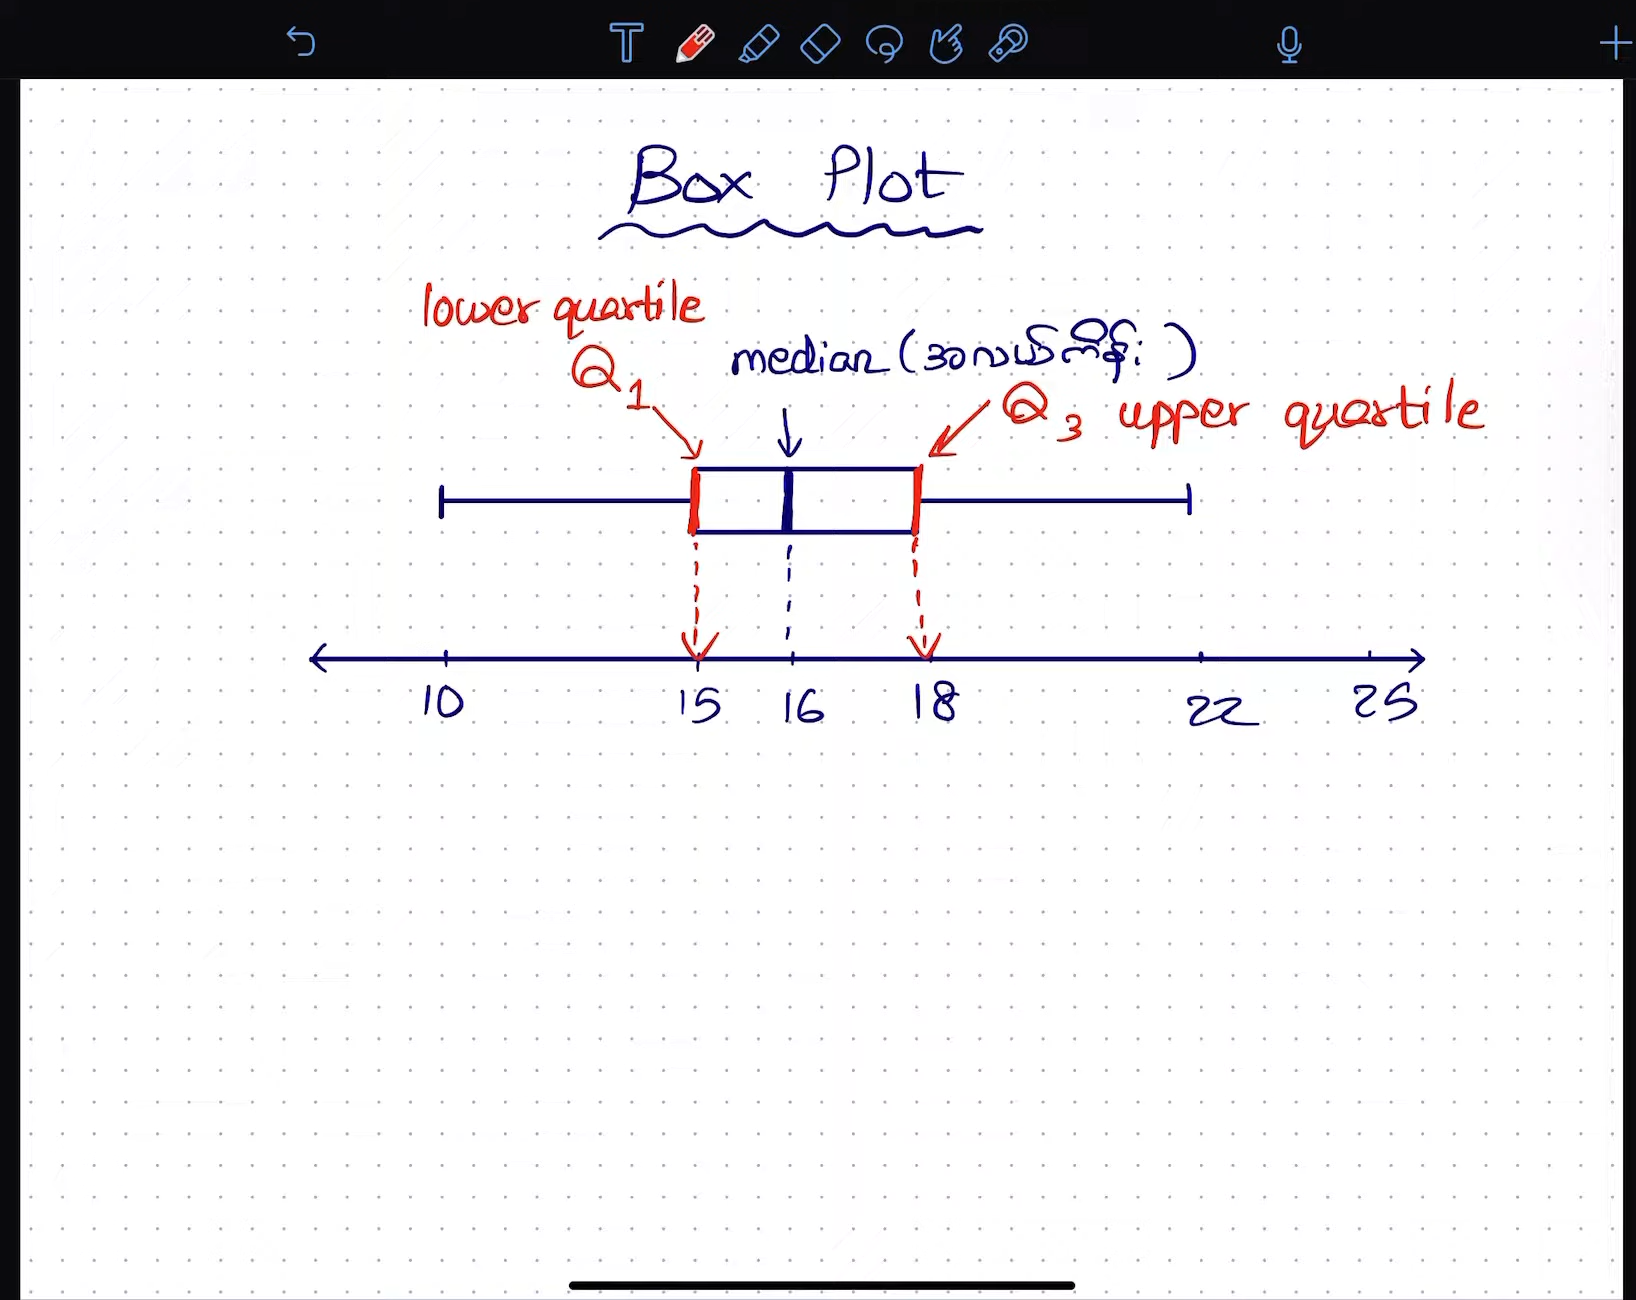 Box Plot
lower quartile
median (အလယ်ကိန်း)
Q1
Q3 upper quartile
10 15 16 18 22 25